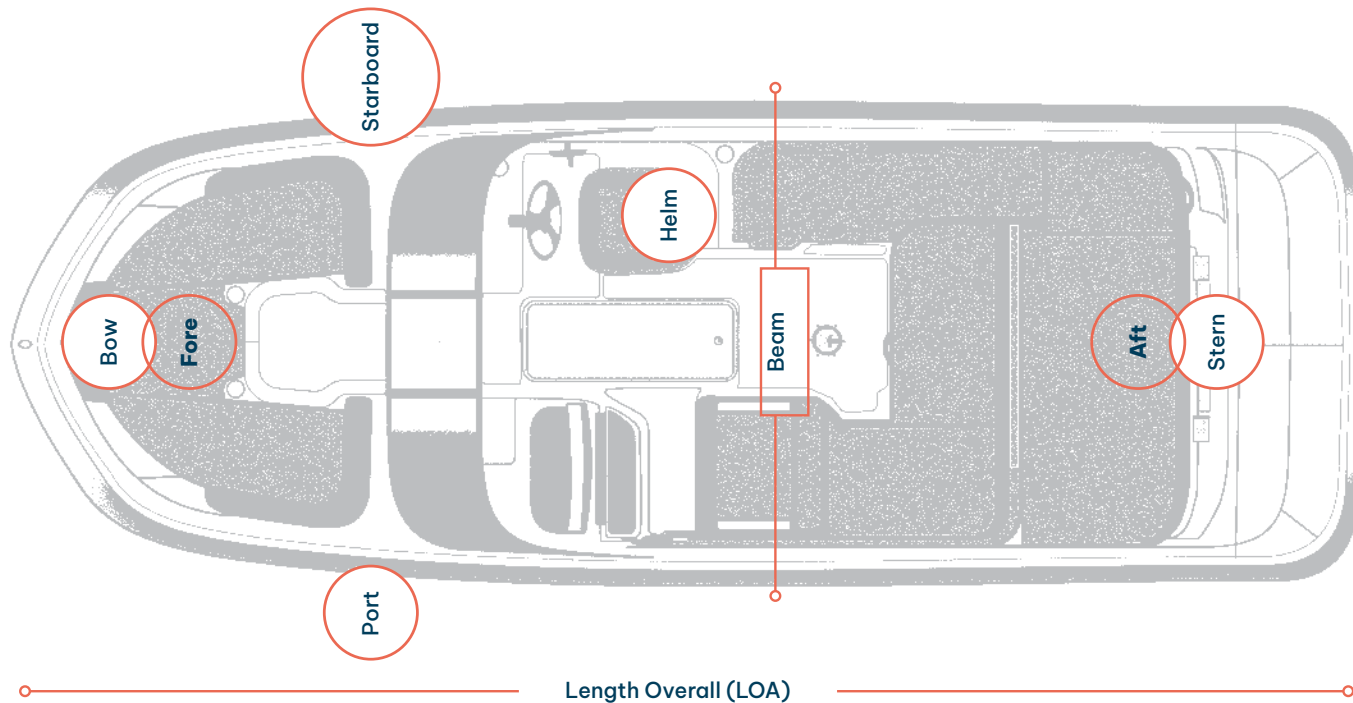 Starboard
Helm
Bow
Fore
Beam
Aft
Stern
Port
Length Overall (LOA)